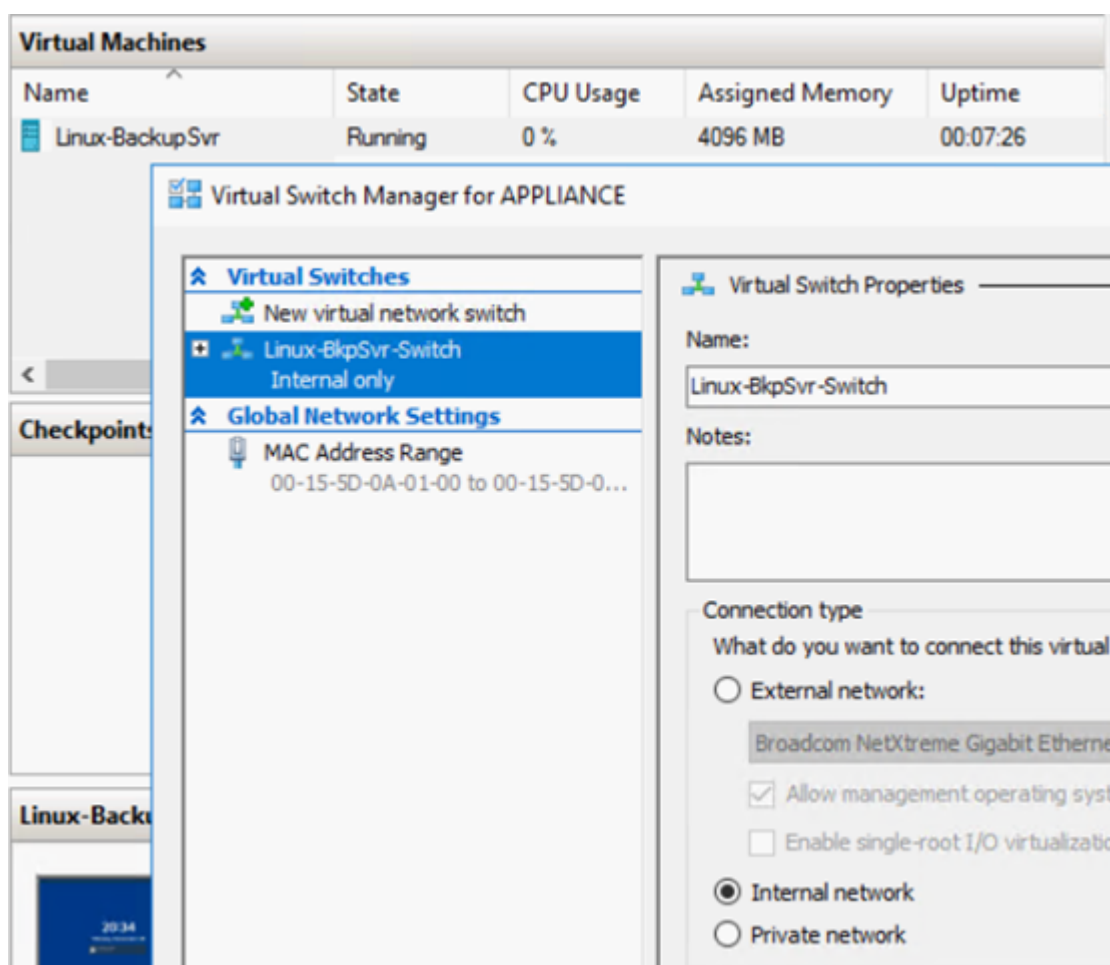 Virtual Machines
Name State CPU Usage Assigned Memory Uptime
Linux-BackupSvr Running 0 % 4096 MB 00:07:26
Virtual Switch Manager for APPLIANCE
Virtual Switches
New virtual network switch
Linux-BkpSvr-Switch
Internal only
Global Network Settings
MAC Address Range
00-15-5D-0A-01-00 to 00-15-5D-0...
Virtual Switch Properties
Name:
Linux-BkpSvr-Switch
Notes:
Connection type
What do you want to connect this virtual
External network:
Broadcom NetXtreme Gigabit Etherne
Allow management operating syst
Enable single-root I/O virtualizatio
Internal network
Private network
Checkpoints
Linux-Backu
20:34